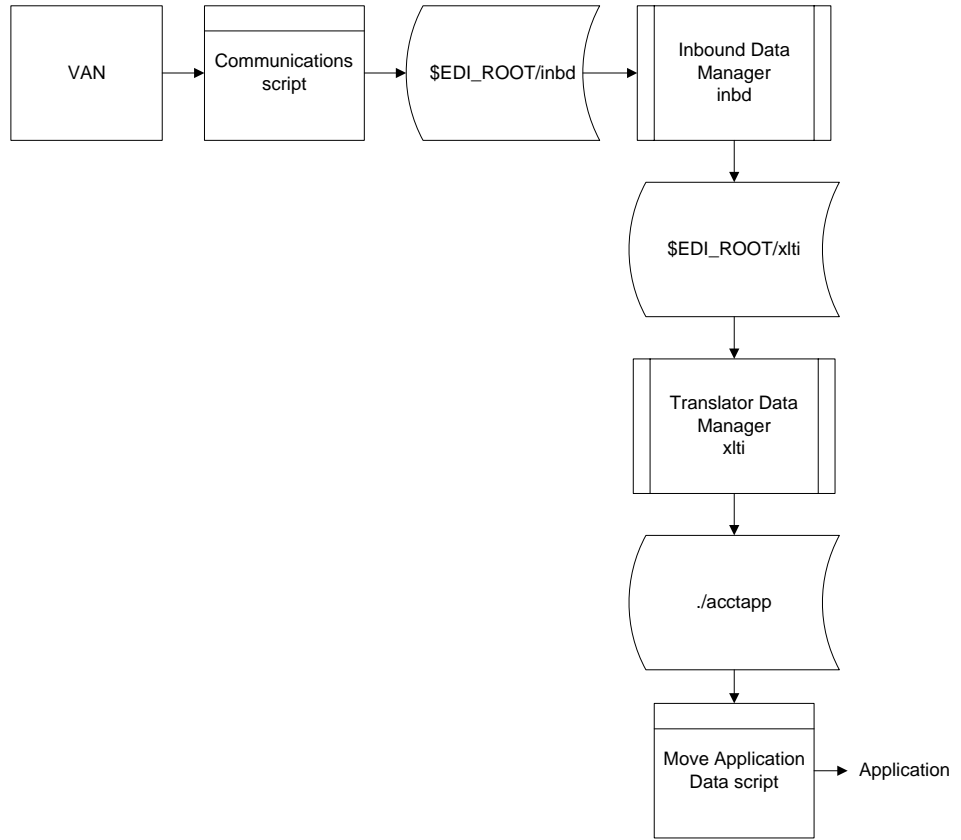 VAN
Communications
script
$EDI_ROOT/inbd
Inbound Data
Manager
inbd
$EDI_ROOT/xlti
Translator Data
Manager
xlti
./acctapp
Move Application
Data script
Application